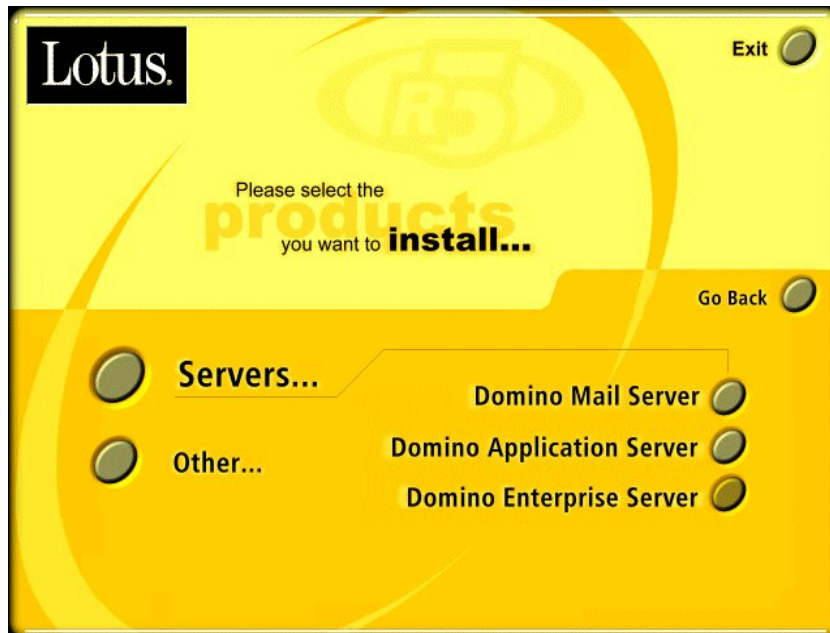 Lotus.
Exit
R5
Please select the
products
you want to install...
Go Back
Servers...
Domino Mail Server
Other...
Domino Application Server
Domino Enterprise Server